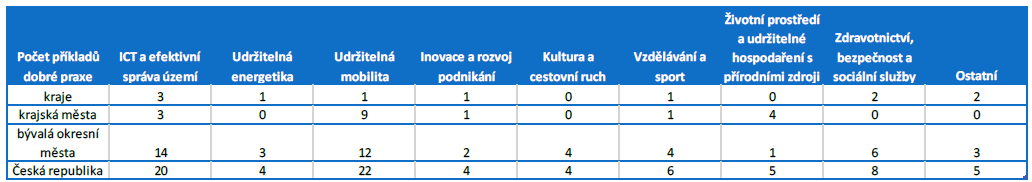 Počet příkladů dobré praxe | ICT a efektivní správa území | Udržitelná energetika | Udržitelná mobilita | Inovace a rozvoj podnikání | Kultura a cestovní ruch | Vzdělávání a sport | Životní prostředí a udržitelné hospodaření s přírodními zdroji | Zdravotnictví, bezpečnost a sociální služby | Ostatní
kraje 3 1 1 1 0 1 0 2 2
krajská města 3 0 9 1 0 1 4 0 0
bývalá okresní města 14 3 12 2 4 4 1 6 3
Česká republika 20 4 22 4 4 6 5 8 5